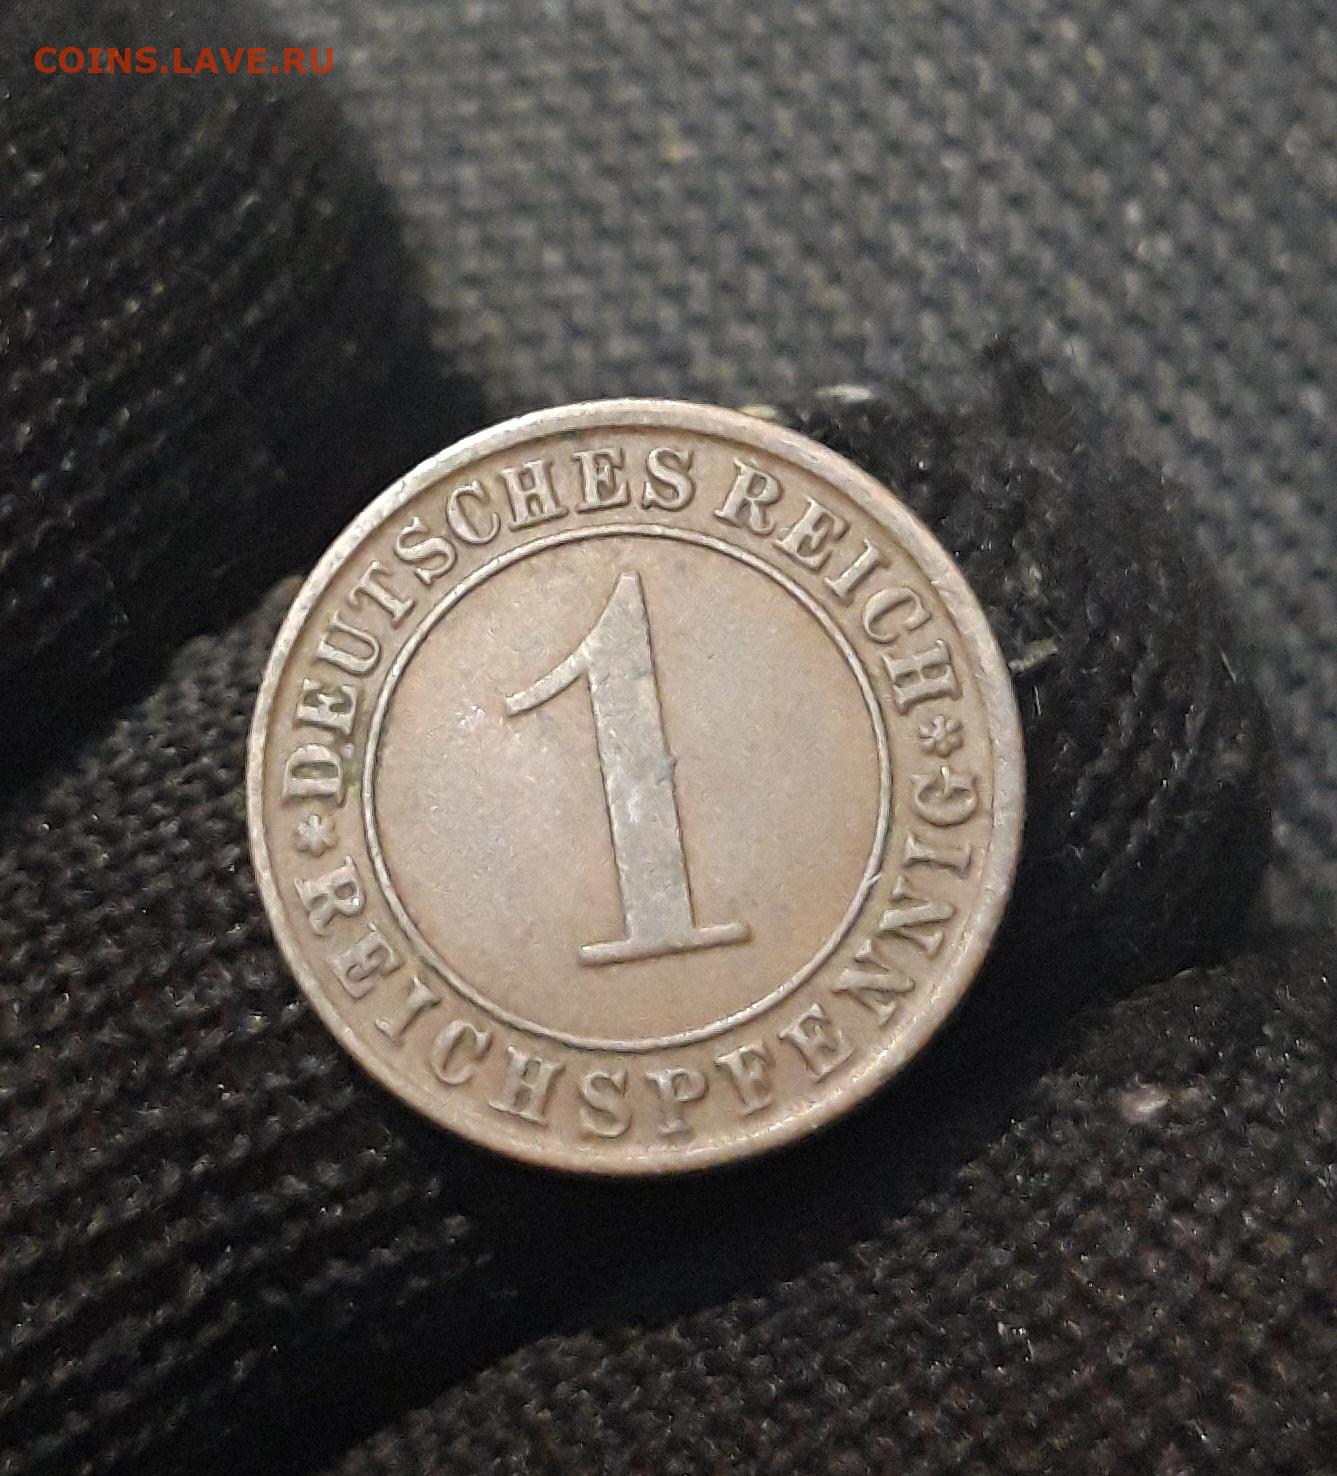 COINS.LAVE.RU
DEUTSCHES REICH
1
* REICHSPFENNIG *